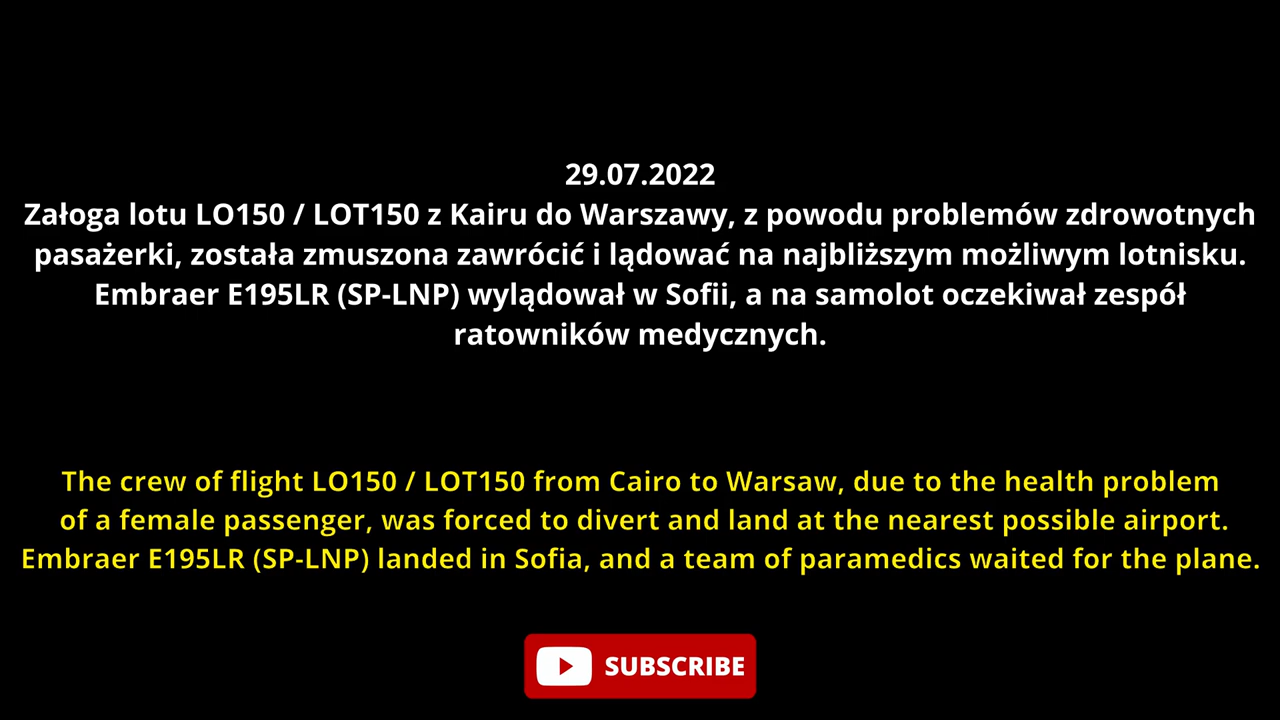 29.07.2022
Załoga lotu LO150 / LOT150 z Kairu do Warszawy, z powodu problemów zdrowotnych
pasażerki, została zmuszona zawrócić i lądować na najbliższym możliwym lotnisku.
Embraer E195LR (SP-LNP) wylądował w Sofii, a na samolot oczekiwał zespół
ratowników medycznych.
The crew of flight LO150 / LOT150 from Cairo to Warsaw, due to the health problem
of a female passenger, was forced to divert and land at the nearest possible airport.
Embraer E195LR (SP-LNP) landed in Sofia, and a team of paramedics waited for the plane.
SUBSCRIBE